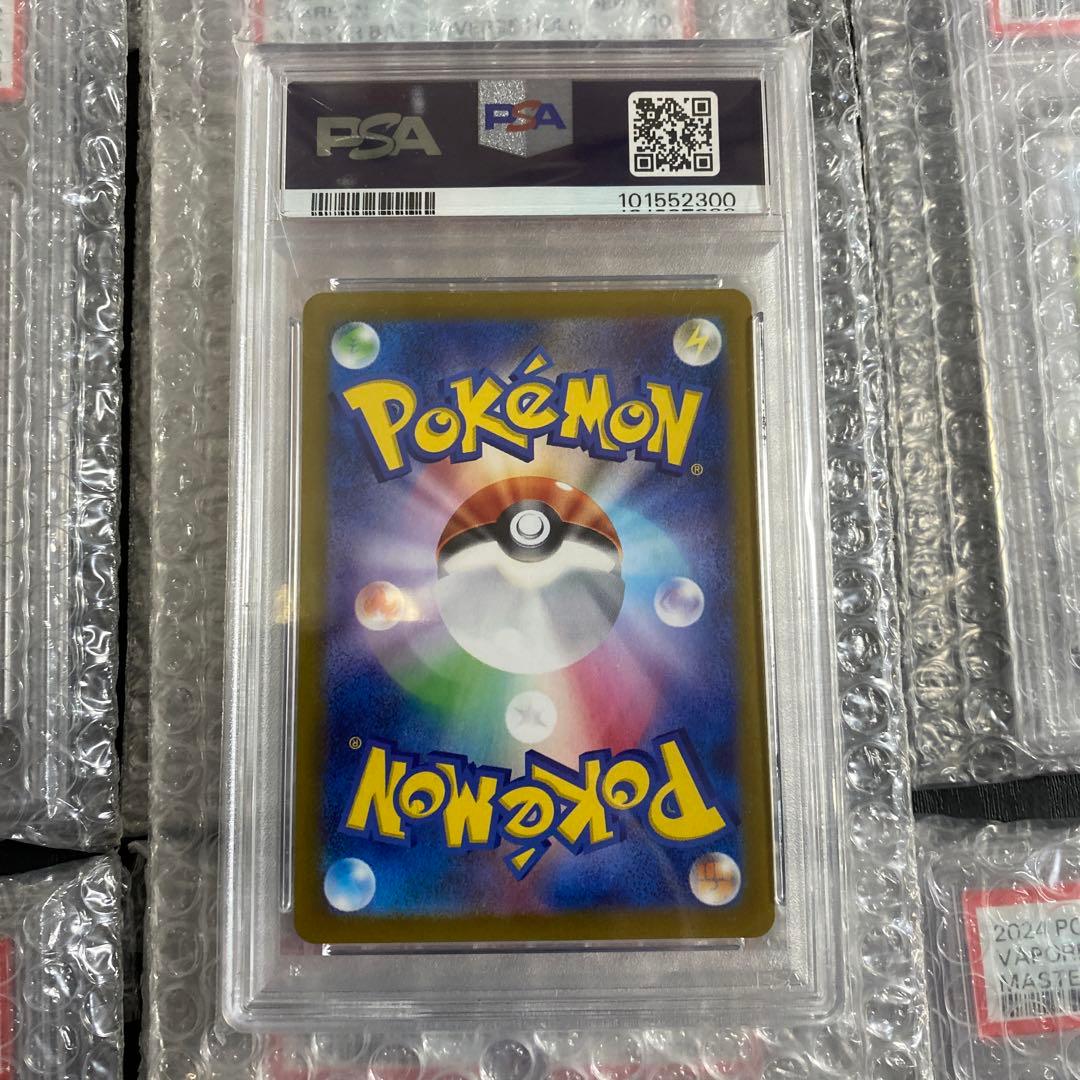 PSA
PSA
101552300
POKéMON
®
®
POKéMON
2024 PO
VAPOR
MASTE